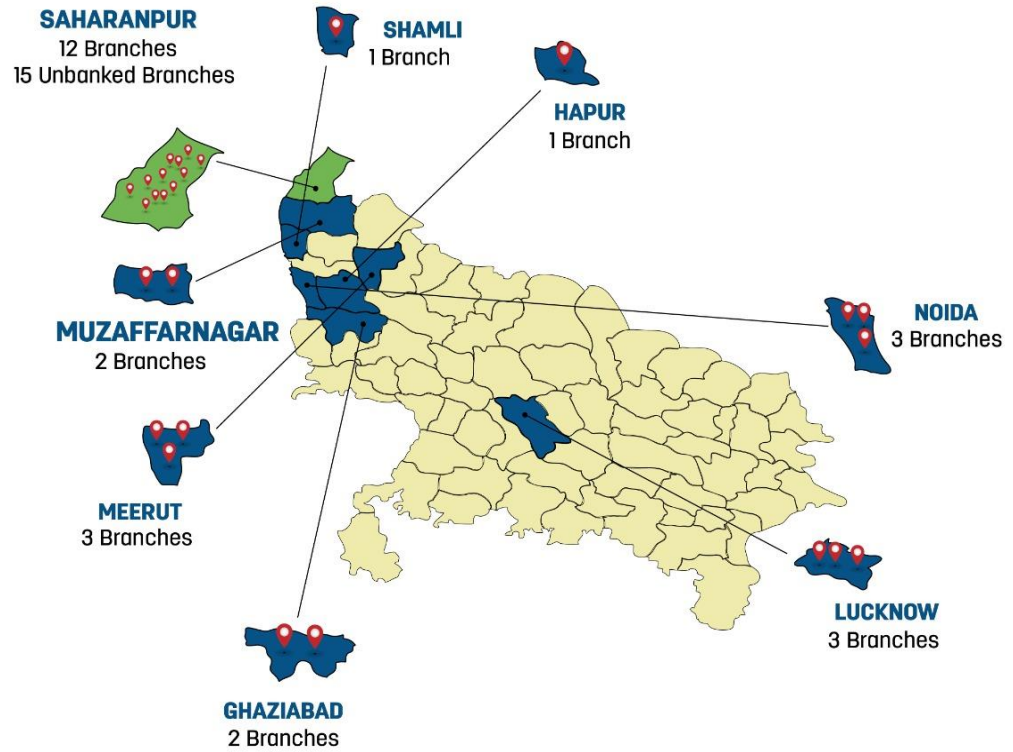 SAHARANPUR
12 Branches
15 Unbanked Branches
SHAMLI
1 Branch
HAPUR
1 Branch
MUZAFFARNAGAR
2 Branches
NOIDA
3 Branches
MEERUT
3 Branches
LUCKNOW
3 Branches
GHAZIABAD
2 Branches